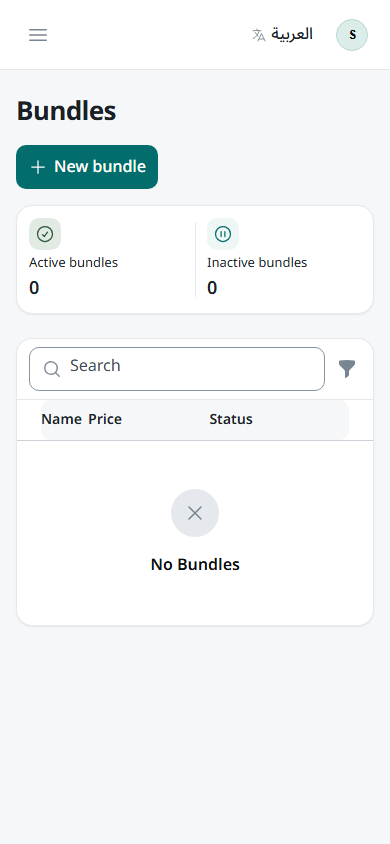 العربية
S
Bundles
New bundle
Active bundles
0
Inactive bundles
0
Search
Name Price Status
No Bundles